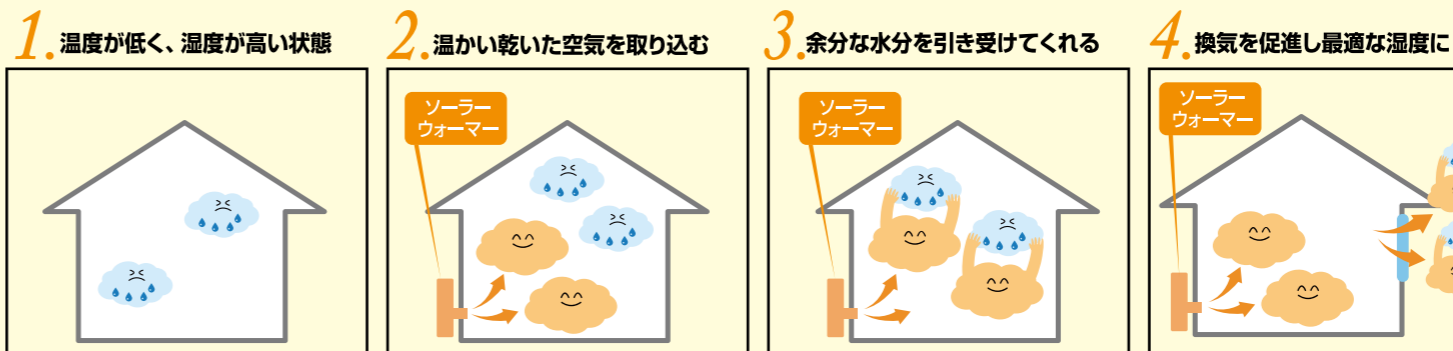 1. 温度が低く、湿度が高い状態
2. 温かい乾いた空気を取り込む
3. 余分な水分を引き受けてくれる
4. 換気を促進し最適な湿度に
ソーラー
ウォーマー
ソーラー
ウォーマー
ソーラー
ウォーマー